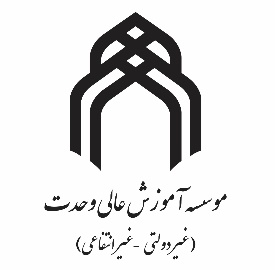 موسسه آموزش عالی وحدت
(غیردولتی - غیرانتفاعی)